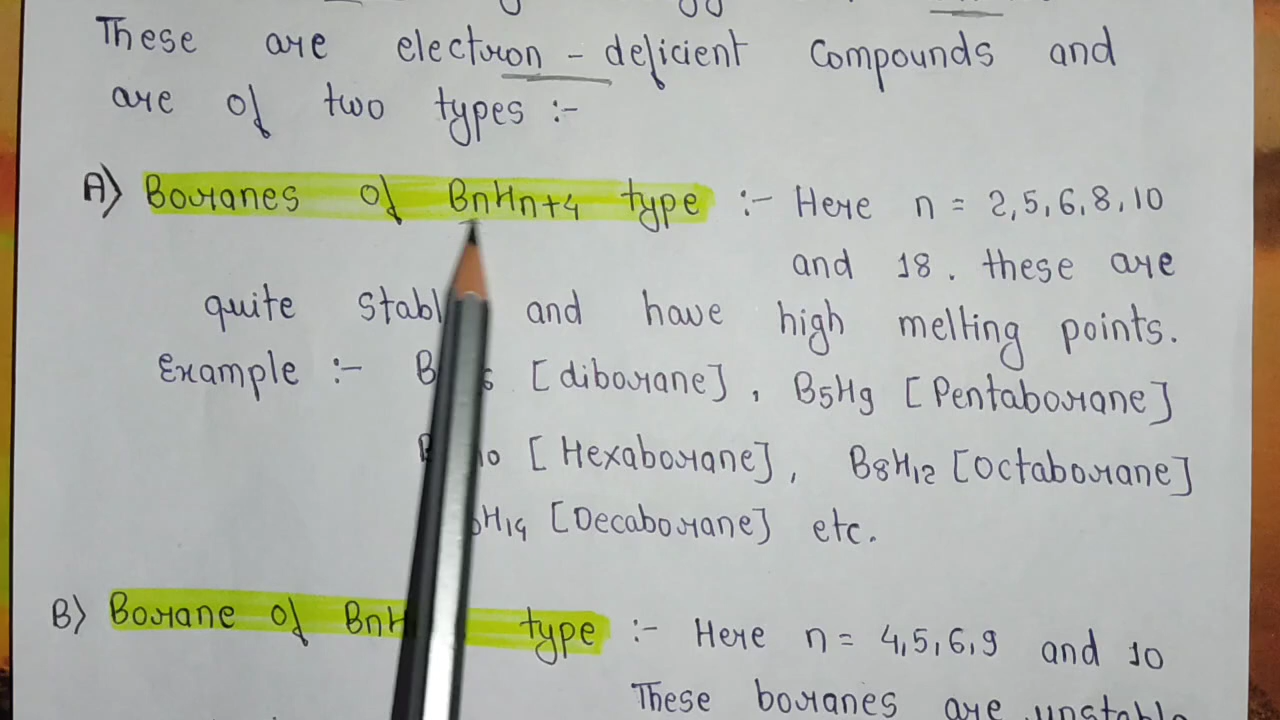 These are electron - deficient compounds and
are of two types :-
A) Boranes of BnHn+4 type :- Here n = 2,5,6,8,10
and 18. these are
quite and have high melting points.
Example :- [diborane], B5H9 [Pentaborane]
[Hexaborane], B8H12 [Octaborane]
H14 [Decaborane] etc.
B) Borane of type :- Here n = 4,5,6,9 and 10
These boranes are unstable